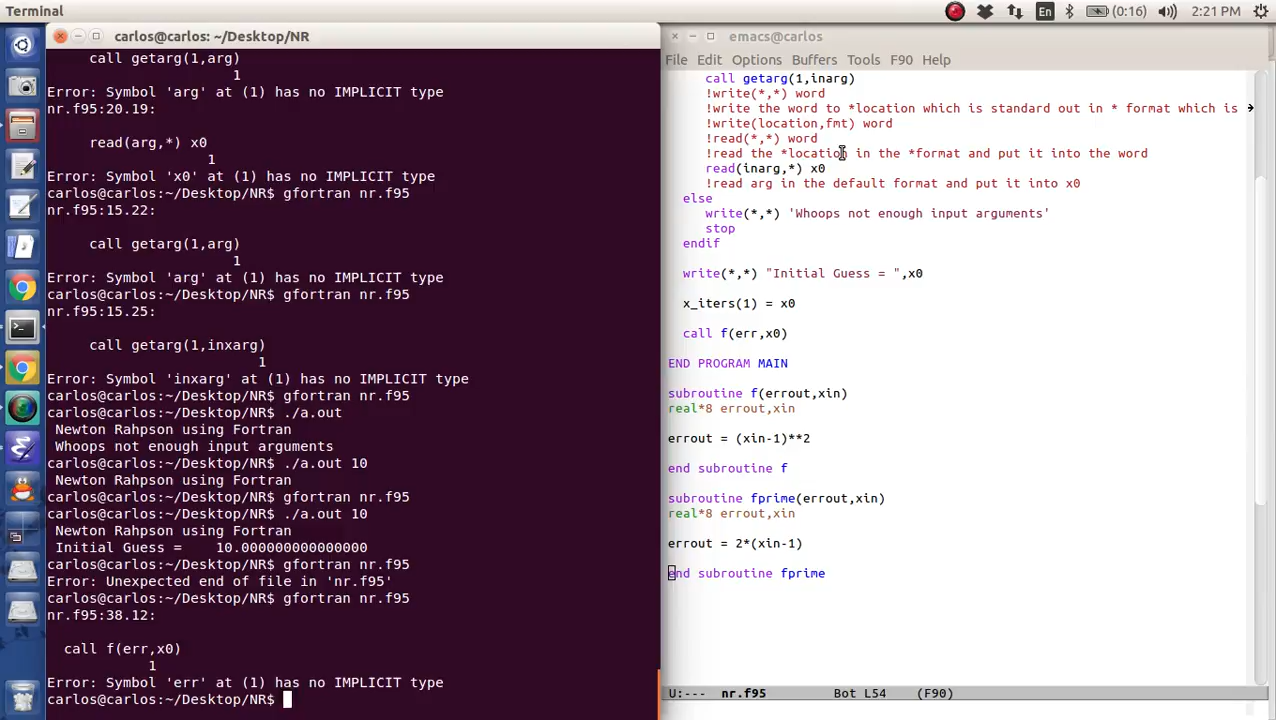 Terminal
En
(0:16)
2:21 PM
carlos@carlos: ~/Desktop/NR
call getarg(1,arg)
1
Error: Symbol 'arg' at (1) has no IMPLICIT type
nr.f95:20.19:
read(arg,*) x0
1
Error: Symbol 'x0' at (1) has no IMPLICIT type
carlos@carlos:~/Desktop/NR$ gfortran nr.f95
nr.f95:15.22:
call getarg(1,arg)
1
Error: Symbol 'arg' at (1) has no IMPLICIT type
carlos@carlos:~/Desktop/NR$ gfortran nr.f95
nr.f95:15.25:
call getarg(1,inxarg)
1
Error: Symbol 'inxarg' at (1) has no IMPLICIT type
carlos@carlos:~/Desktop/NR$ gfortran nr.f95
carlos@carlos:~/Desktop/NR$ ./a.out
Newton Rahpson using Fortran
Whoops not enough input arguments
carlos@carlos:~/Desktop/NR$ ./a.out 10
Newton Rahpson using Fortran
carlos@carlos:~/Desktop/NR$ gfortran nr.f95
carlos@carlos:~/Desktop/NR$ ./a.out 10
Newton Rahpson using Fortran
Initial Guess =    10.000000000000000
carlos@carlos:~/Desktop/NR$ gfortran nr.f95
Error: Unexpected end of file in 'nr.f95'
carlos@carlos:~/Desktop/NR$ gfortran nr.f95
nr.f95:38.12:
call f(err,x0)
1
Error: Symbol 'err' at (1) has no IMPLICIT type
carlos@carlos:~/Desktop/NR$
emacs@carlos
File Edit Options Buffers Tools F90 Help
call getarg(1,inarg)
!write(*,*) word
!write the word to *location which is standard out in * format which is
!write(location,fmt) word
!read(*,*) word
!read the *location in the *format and put it into the word
read(inarg,*) x0
!read arg in the default format and put it into x0
else
write(*,*) 'Whoops not enough input arguments'
stop
endif
write(*,*) "Initial Guess = ",x0
x_iters(1) = x0
call f(err,x0)
END PROGRAM MAIN
subroutine f(errout,xin)
real*8 errout,xin
errout = (xin-1)**2
end subroutine f
subroutine fprime(errout,xin)
real*8 errout,xin
errout = 2*(xin-1)
end subroutine fprime
U:--- nr.f95 Bot L54 (F90)